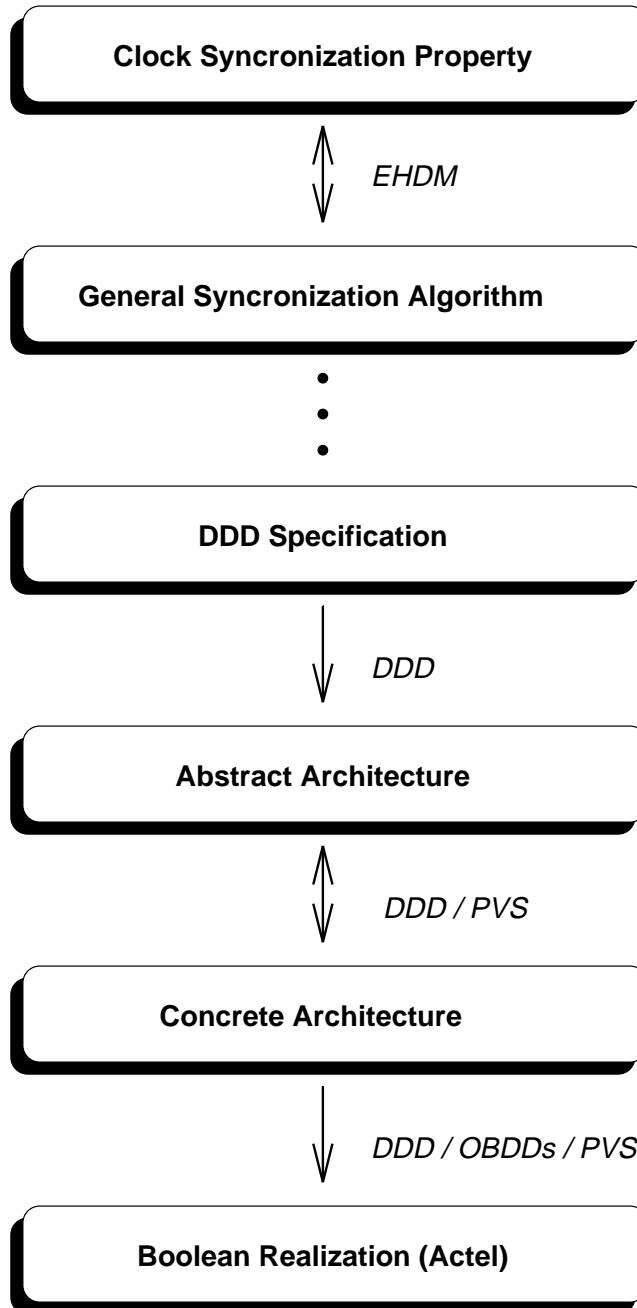 Clock Syncronization Property
EHDM
General Syncronization Algorithm
DDD Specification
DDD
Abstract Architecture
DDD / PVS
Concrete Architecture
DDD / OBDDs / PVS
Boolean Realization (Actel)